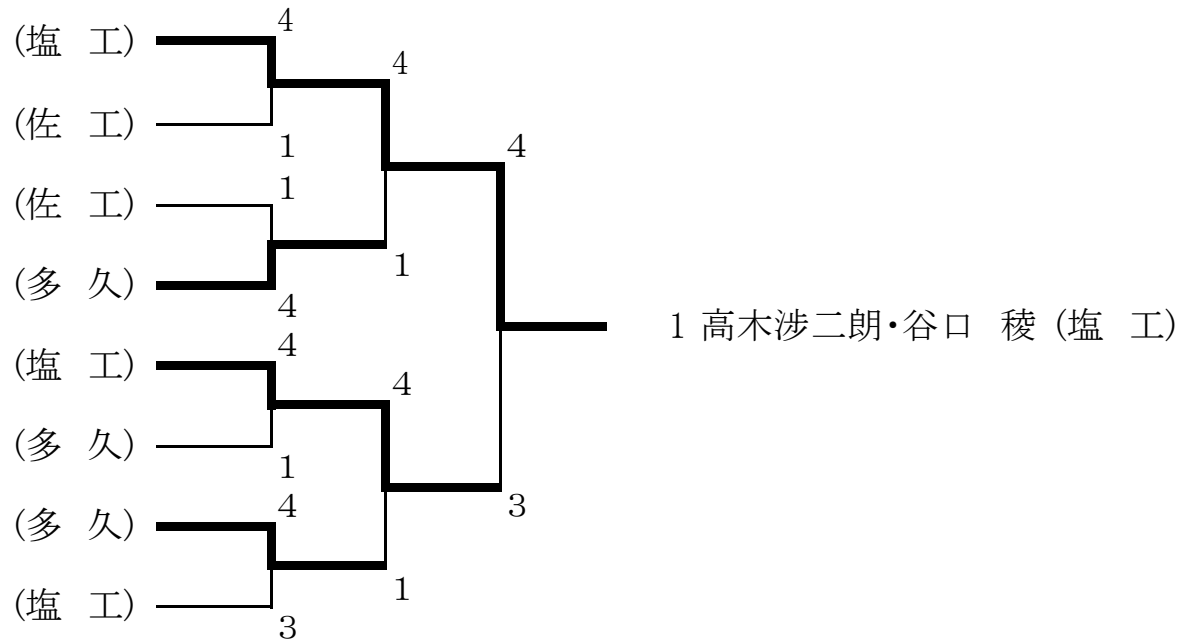 (塩 工) 4
4
(佐 工) 1
4
(佐 工) 1
1
(多 久) 4
1 高木渉二朗・谷口 稜 (塩 工)
(塩 工) 4
4
(多 久) 1
3
(多 久) 4
1
(塩 工) 3